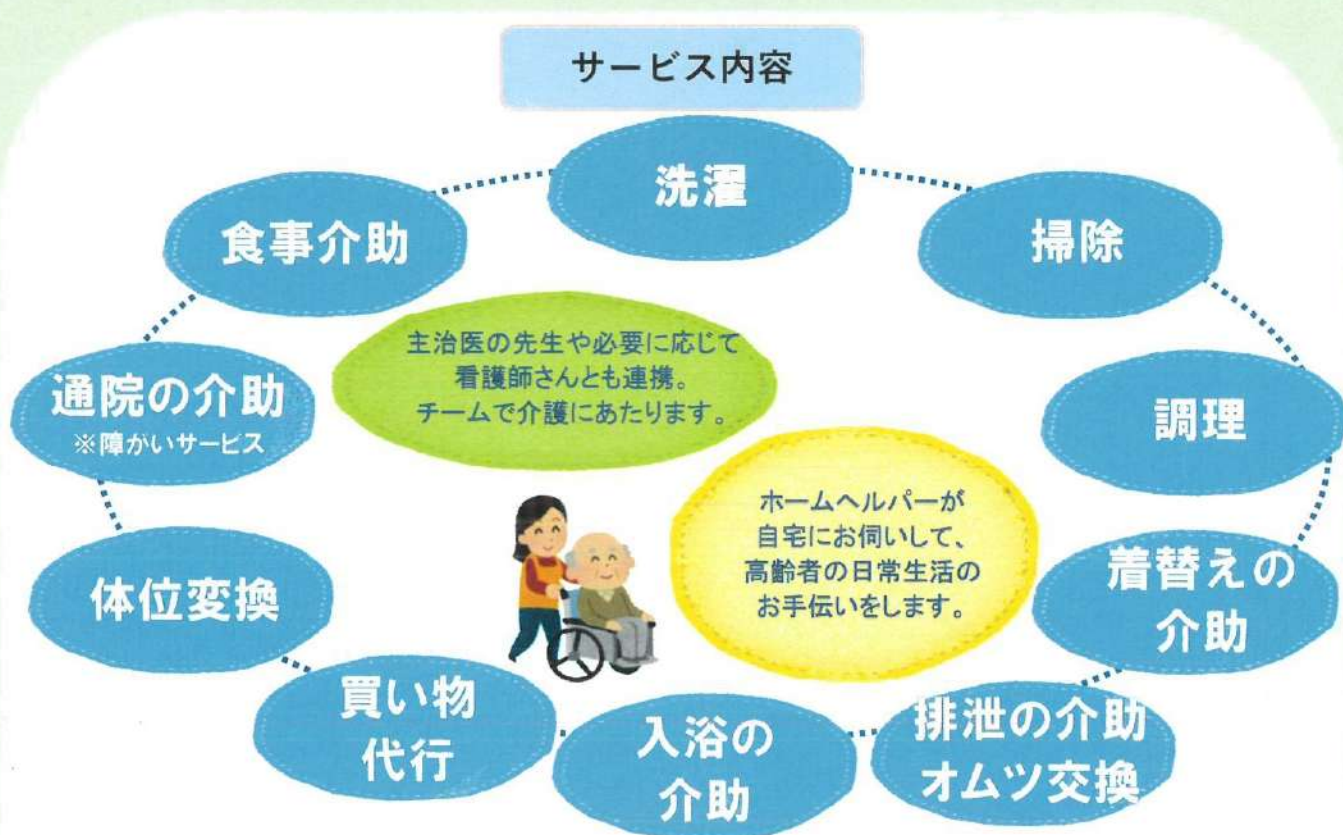 サービス内容
洗濯
掃除
調理
着替えの
介助
排泄の介助
オムツ交換
入浴の
介助
買い物
代行
体位変換
通院の介助
※障がいサービス
食事介助
主治医の先生や必要に応じて
看護師さんとも連携。
チームで介護にあたります。
ホームヘルパーが
自宅にお伺いして、
高齢者の日常生活の
お手伝いをします。